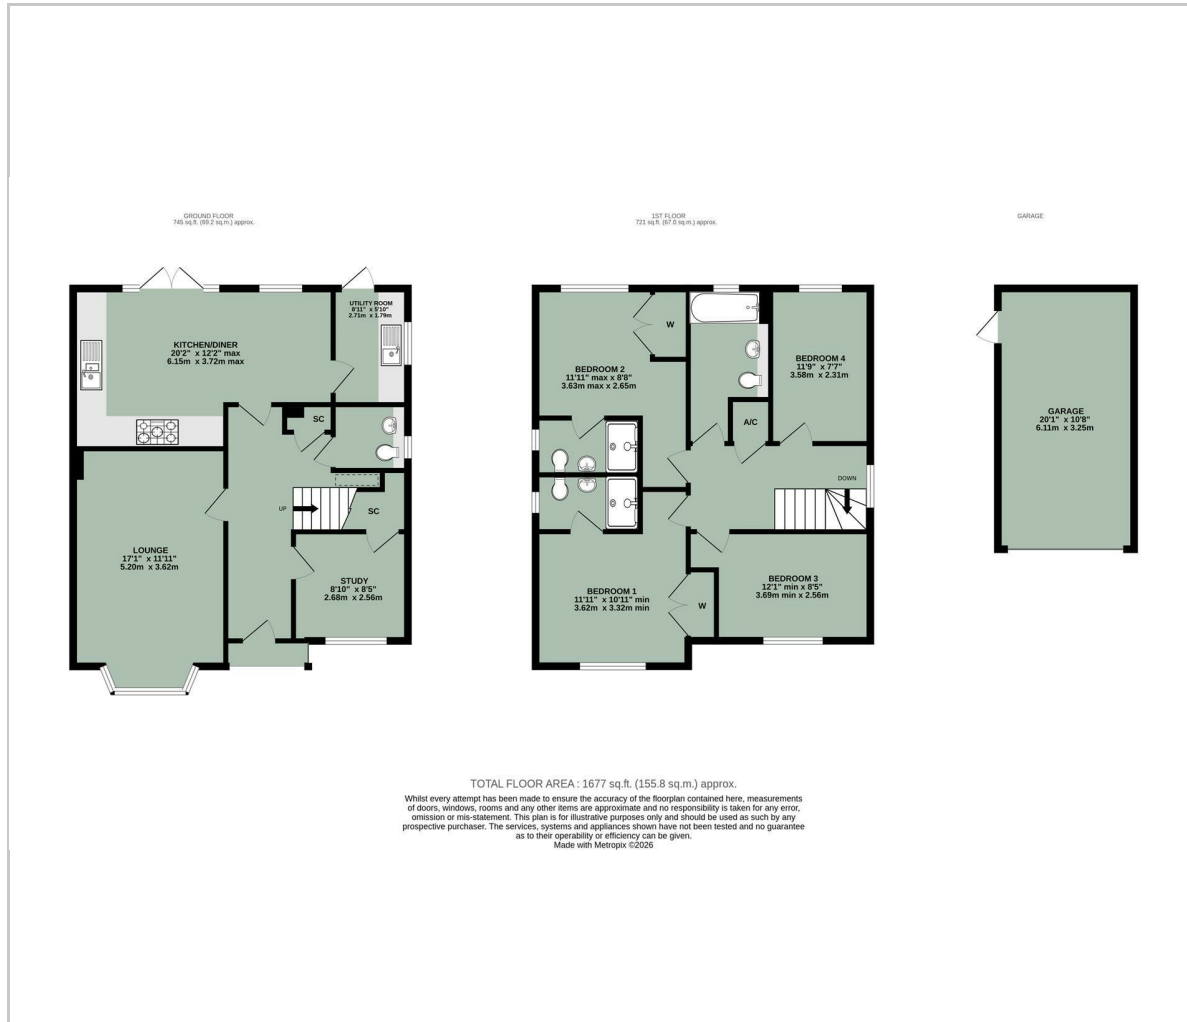 GROUND FLOOR
745 sq.ft. (69.2 sq.m.) approx.
KITCHEN/DINER
20'2" x 12'2" max
6.15m x 3.72m max
UTILITY ROOM
8'11" x 5'10"
2.71m x 1.79m
SC
UP
SC
LOUNGE
17'1" x 11'11"
5.20m x 3.62m
STUDY
8'10" x 8'5"
2.68m x 2.56m
1ST FLOOR
721 sq.ft. (67.0 sq.m.) approx.
W
BEDROOM 2
11'11" max x 8'8"
3.63m max x 2.65m
BEDROOM 4
11'9" x 7'7"
3.58m x 2.31m
A/C
DOWN
BEDROOM 1
11'11" x 10'11" min
3.62m x 3.32m min
W
BEDROOM 3
12'1" min x 8'5"
3.69m min x 2.56m
GARAGE
GARAGE
20'1" x 10'8"
6.11m x 3.25m
TOTAL FLOOR AREA : 1677 sq.ft. (155.8 sq.m.) approx.
Whilst every attempt has been made to ensure the accuracy of the floorplan contained here, measurements
of doors, windows, rooms and any other items are approximate and no responsibility is taken for any error,
omission or mis-statement. This plan is for illustrative purposes only and should be used as such by any
prospective purchaser. The services, systems and appliances shown have not been tested and no guarantee
as to their operability or efficiency can be given.
Made with Metropix ©2026